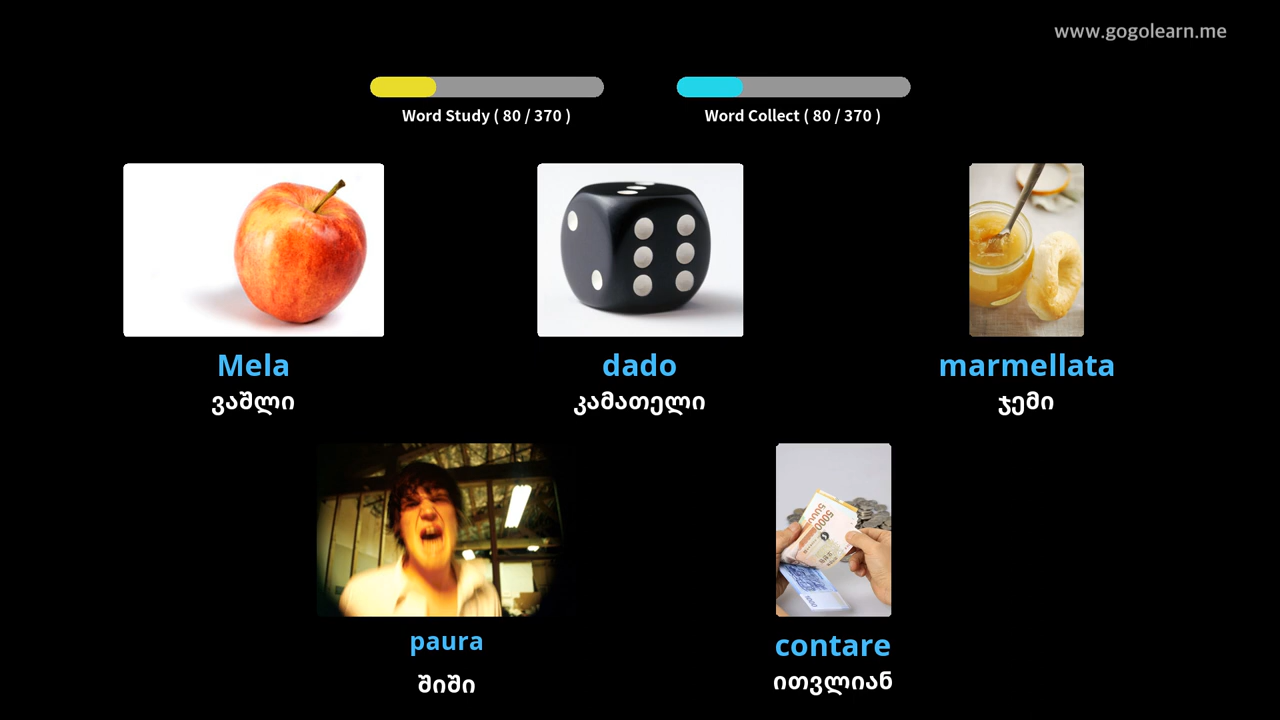 www.gogolearn.me
Word Study ( 80 / 370 )
Word Collect ( 80 / 370 )
Mela
dado
marmellata
ვაშლი
კამათელი
ჯემი
5000
paura
contare
შიში
ითვლიან